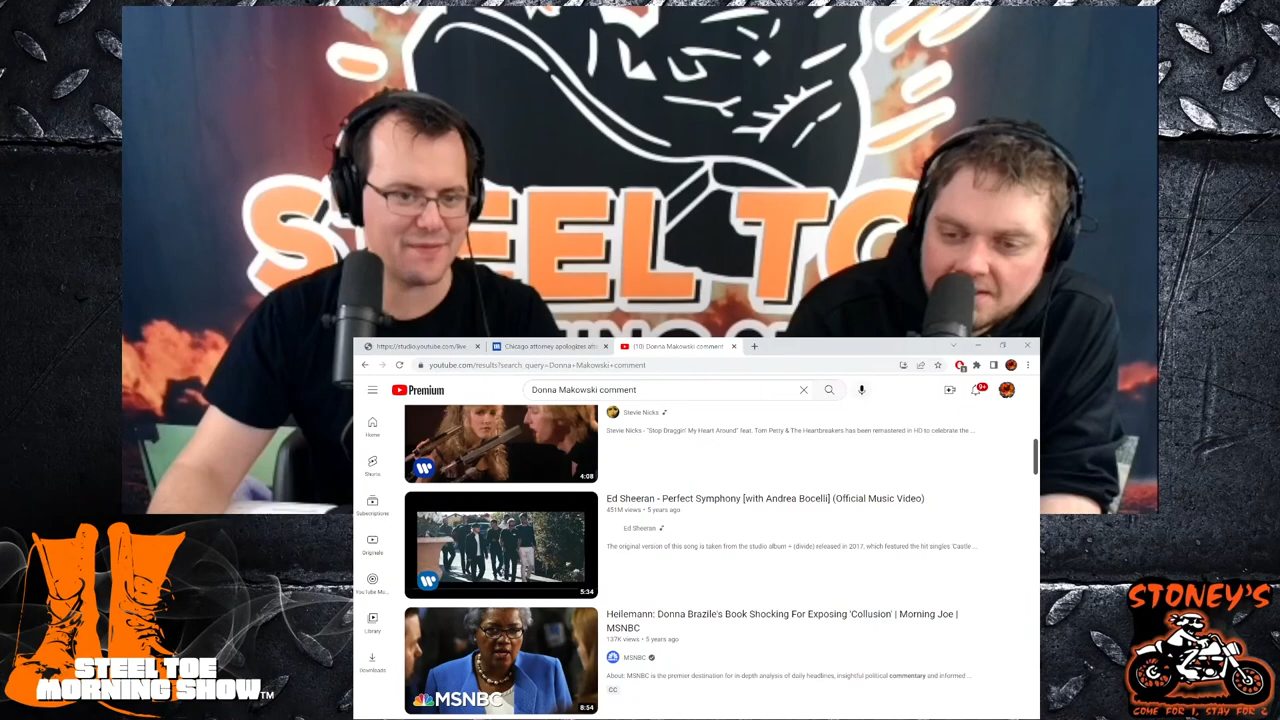 STEEL TO
https://studio.youtube.com/live
Chicago attorney apologizes afte
(10) Donna Makowski comment
youtube.com/results?search_query=Donna+Makowski+comment
Premium
Donna Makowski comment
9+
Home
Shorts
Subscriptions
Originals
YouTube Mu...
Library
Downloads
4:08
Stevie Nicks
Stevie Nicks - "Stop Draggin' My Heart Around" feat. Tom Petty & The Heartbreakers has been remastered in HD to celebrate the ...
5:34
Ed Sheeran - Perfect Symphony [with Andrea Bocelli] (Official Music Video)
451M views • 5 years ago
Ed Sheeran
The original version of this song is taken from the studio album ÷ (divide) released in 2017, which featured the hit singles 'Castle ...
MSNBC
8:54
Heilemann: Donna Brazile's Book Shocking For Exposing 'Collusion' | Morning Joe |
MSNBC
137K views • 5 years ago
MSNBC
About: MSNBC is the premier destination for in-depth analysis of daily headlines, insightful political commentary and informed ...
CC
STEEL TOE
MORNING SHOW™
STONEY'S
COME FOR 1, STAY FOR 2